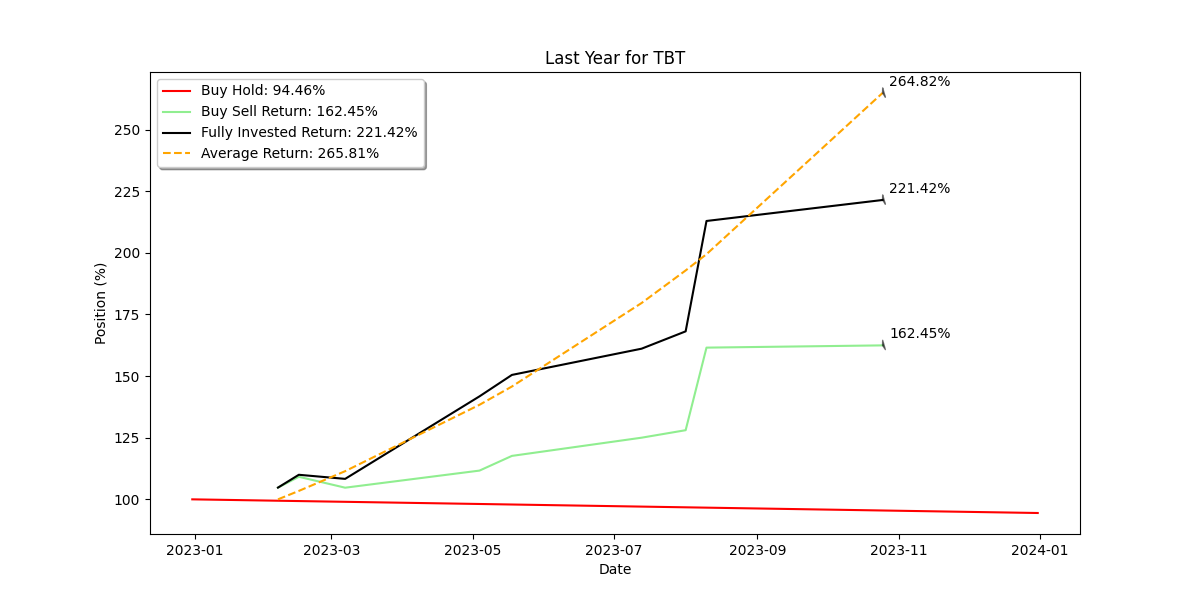 Last Year for TBT
Buy Hold: 94.46%
Buy Sell Return: 162.45%
Fully Invested Return: 221.42%
Average Return: 265.81%
264.82%
221.42%
162.45%
Position (%)
250
225
200
175
150
125
100
2023-01 2023-03 2023-05 2023-07 2023-09 2023-11 2024-01
Date